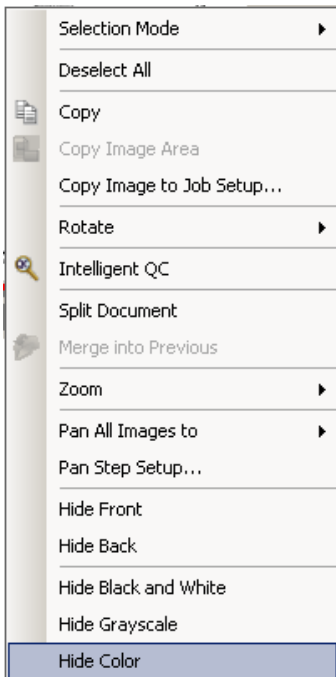 Selection Mode
Deselect All
Copy
Copy Image Area
Copy Image to Job Setup...
Rotate
Intelligent QC
Split Document
Merge into Previous
Zoom
Pan All Images to
Pan Step Setup...
Hide Front
Hide Back
Hide Black and White
Hide Grayscale
Hide Color